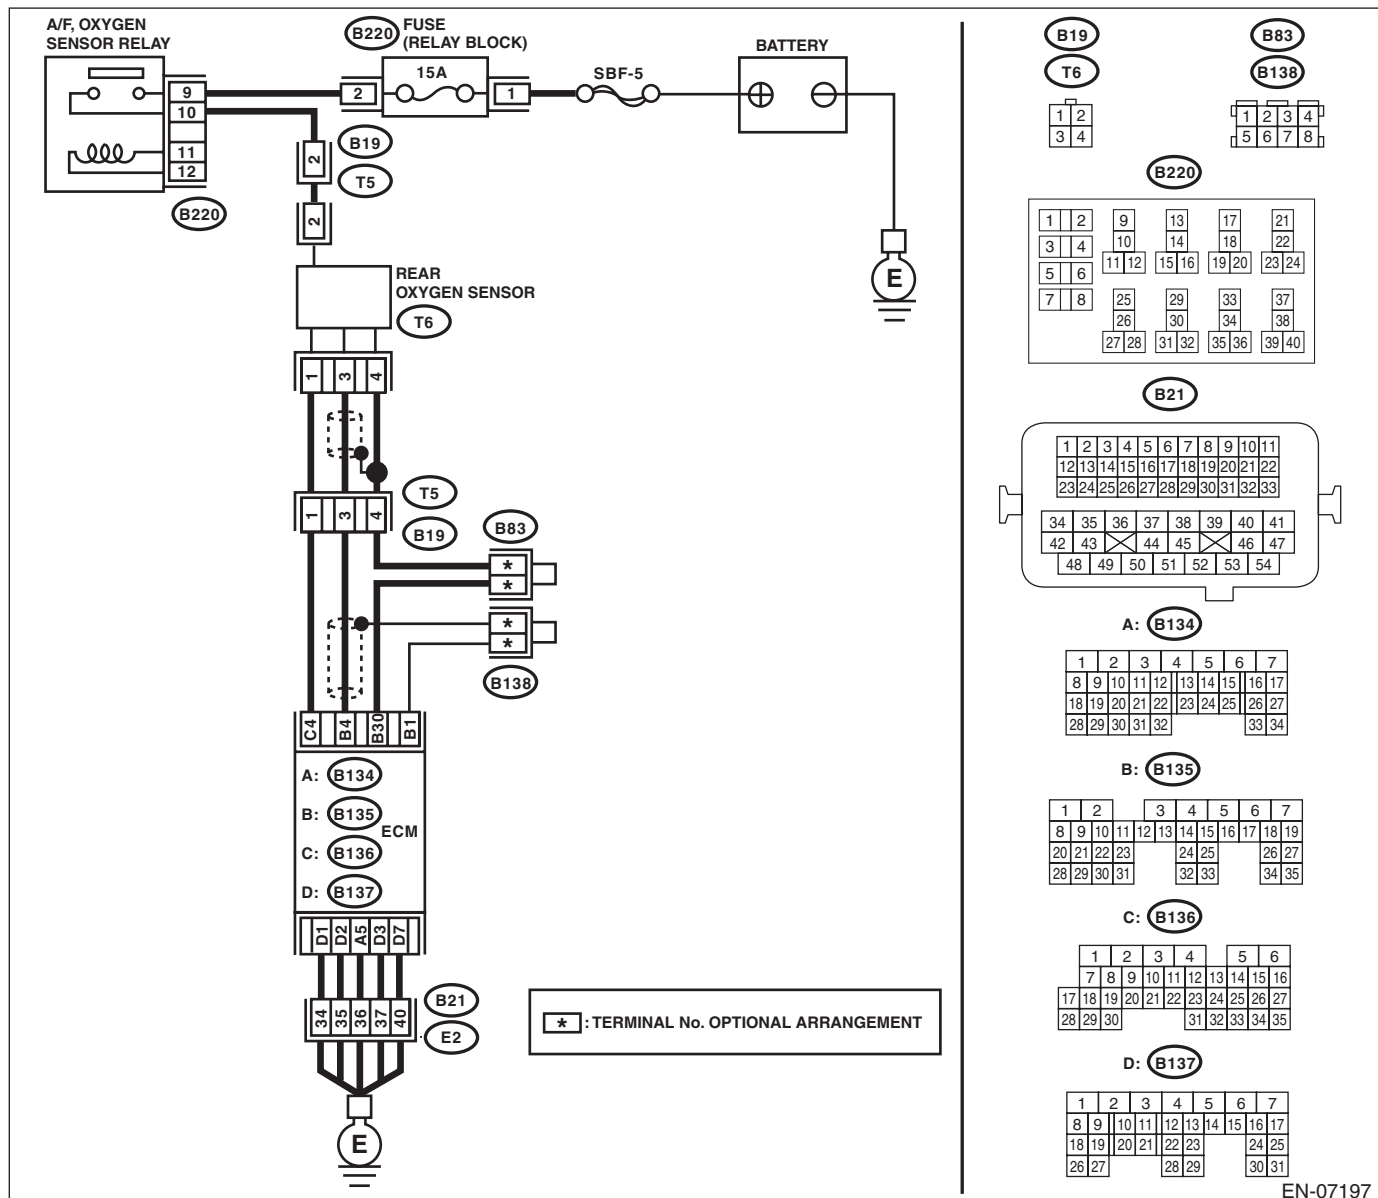 A/F, OXYGEN
SENSOR RELAY
B220
FUSE
(RELAY BLOCK)
BATTERY
15A
SBF-5
9
10
11
12
2
1
B220
2
B19
T5
2
REAR
OXYGEN SENSOR
T6
E
1 3 4
1 3 4
T5
B19
B83
*
*
*
*
B138
C4 B4 B30 B1
A: B134
B: B135
ECM
C: B136
D: B137
D1 D2 A5 D3 D7
34 35 36 37 40
B21
E2
E
* : TERMINAL No. OPTIONAL ARRANGEMENT
B19
T6
1 2
3 4
B83
B138
1 2 3 4
5 6 7 8
B220
1 2 9 13 17 21
3 4 10 14 18 22
11 12 15 16 19 20 23 24
5 6
7 8 25 29 33 37
26 30 34 38
27 28 31 32 35 36 39 40
B21
1 2 3 4 5 6 7 8 9 10 11
12 13 14 15 16 17 18 19 20 21 22
23 24 25 26 27 28 29 30 31 32 33
34 35 36 37 38 39 40 41
42 43 44 45 46 47
48 49 50 51 52 53 54
A: B134
1 2 3 4 5 6 7
8 9 10 11 12 13 14 15 16 17
18 19 20 21 22 23 24 25 26 27
28 29 30 31 32 33 34
B: B135
1 2 3 4 5 6 7
8 9 10 11 12 13 14 15 16 17 18 19
20 21 22 23 24 25 26 27
28 29 30 31 32 33 34 35
C: B136
1 2 3 4 5 6
7 8 9 10 11 12 13 14 15 16
17 18 19 20 21 22 23 24 25 26 27
28 29 30 31 32 33 34 35
D: B137
1 2 3 4 5 6 7
8 9 10 11 12 13 14 15 16 17
18 19 20 21 22 23 24 25
26 27 28 29 30 31
EN-07197